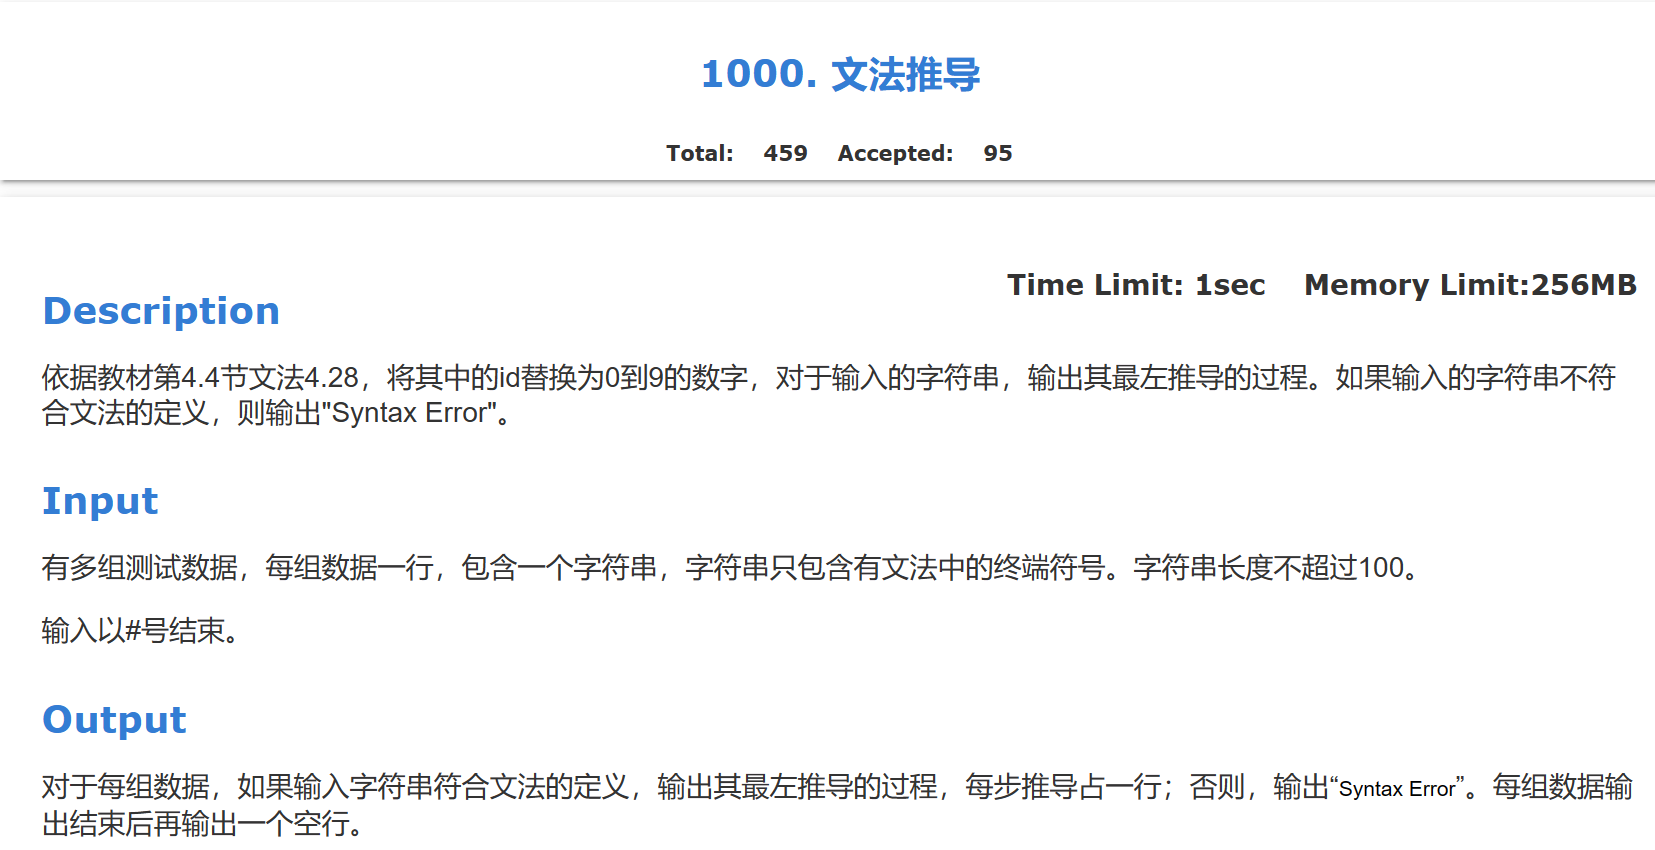 1000. 文法推导
Total: 459 Accepted: 95
Time Limit: 1sec Memory Limit:256MB
Description
依据教材第4.4节文法4.28，将其中的id替换为0到9的数字，对于输入的字符串，输出其最左推导的过程。如果输入的字符串不符
合文法的定义，则输出"Syntax Error"。
Input
有多组测试数据，每组数据一行，包含一个字符串，字符串只包含有文法中的终端符号。字符串长度不超过100。
输入以#号结束。
Output
对于每组数据，如果输入字符串符合文法的定义，输出其最左推导的过程，每步推导占一行；否则，输出“Syntax Error”。每组数据输
出结束后再输出一个空行。